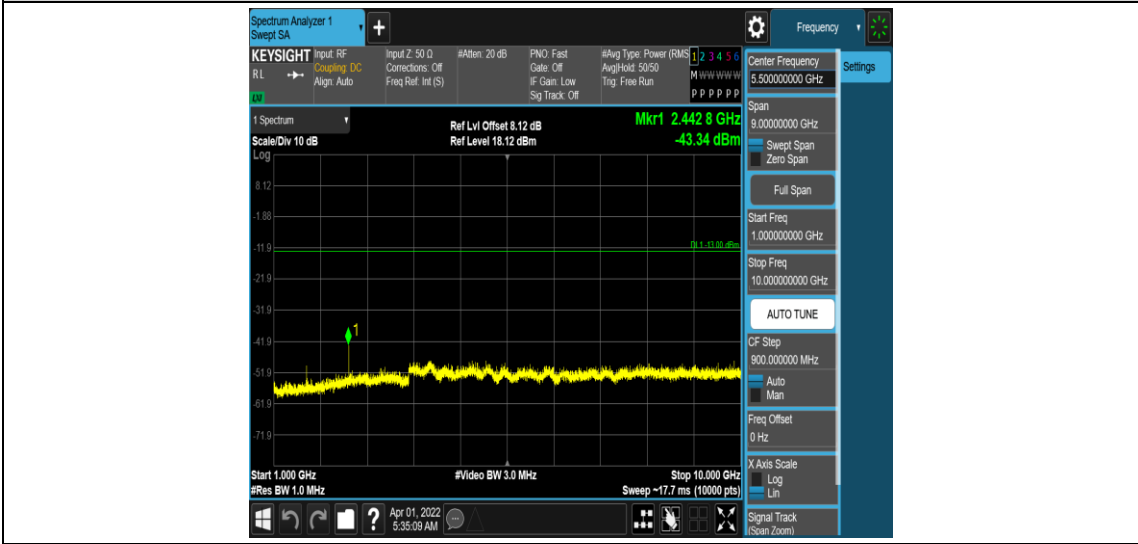 Spectrum Analyzer 1
Swept SA
+
Frequency
KEYSIGHT
RL
LXI
Input: RF
Coupling: DC
Align: Auto
Input Z: 50 Ω
Corrections: Off
Freq Ref: Int (S)
#Atten: 20 dB
PNO: Fast
Gate: Off
IF Gain: Low
Sig Track: Off
#Avg Type: Power (RMS
Avg|Hold: 50/50
Trig: Free Run
1 2 3 4 5 6
M W W W W W
P P P P P P
1 Spectrum
Scale/Div 10 dB
Log
Ref Lvl Offset 8.12 dB
Ref Level 18.12 dBm
Mkr1 2.442 8 GHz
-43.34 dBm
8.12
-1.88
-11.9
DL1 -13.00 dBm
-21.9
-31.9
1
-41.9
-51.9
-61.9
-71.9
Start 1.000 GHz
#Res BW 1.0 MHz
#Video BW 3.0 MHz
Stop 10.000 GHz
Sweep ~17.7 ms (10000 pts)
?
Apr 01, 2022
5:35:09 AM
Center Frequency
5.500000000 GHz
Settings
Span
9.00000000 GHz
Swept Span
Zero Span
Full Span
Start Freq
1.000000000 GHz
Stop Freq
10.000000000 GHz
AUTO TUNE
CF Step
900.000000 MHz
Auto
Man
Freq Offset
0 Hz
X Axis Scale
Log
Lin
Signal Track
(Span Zoom)